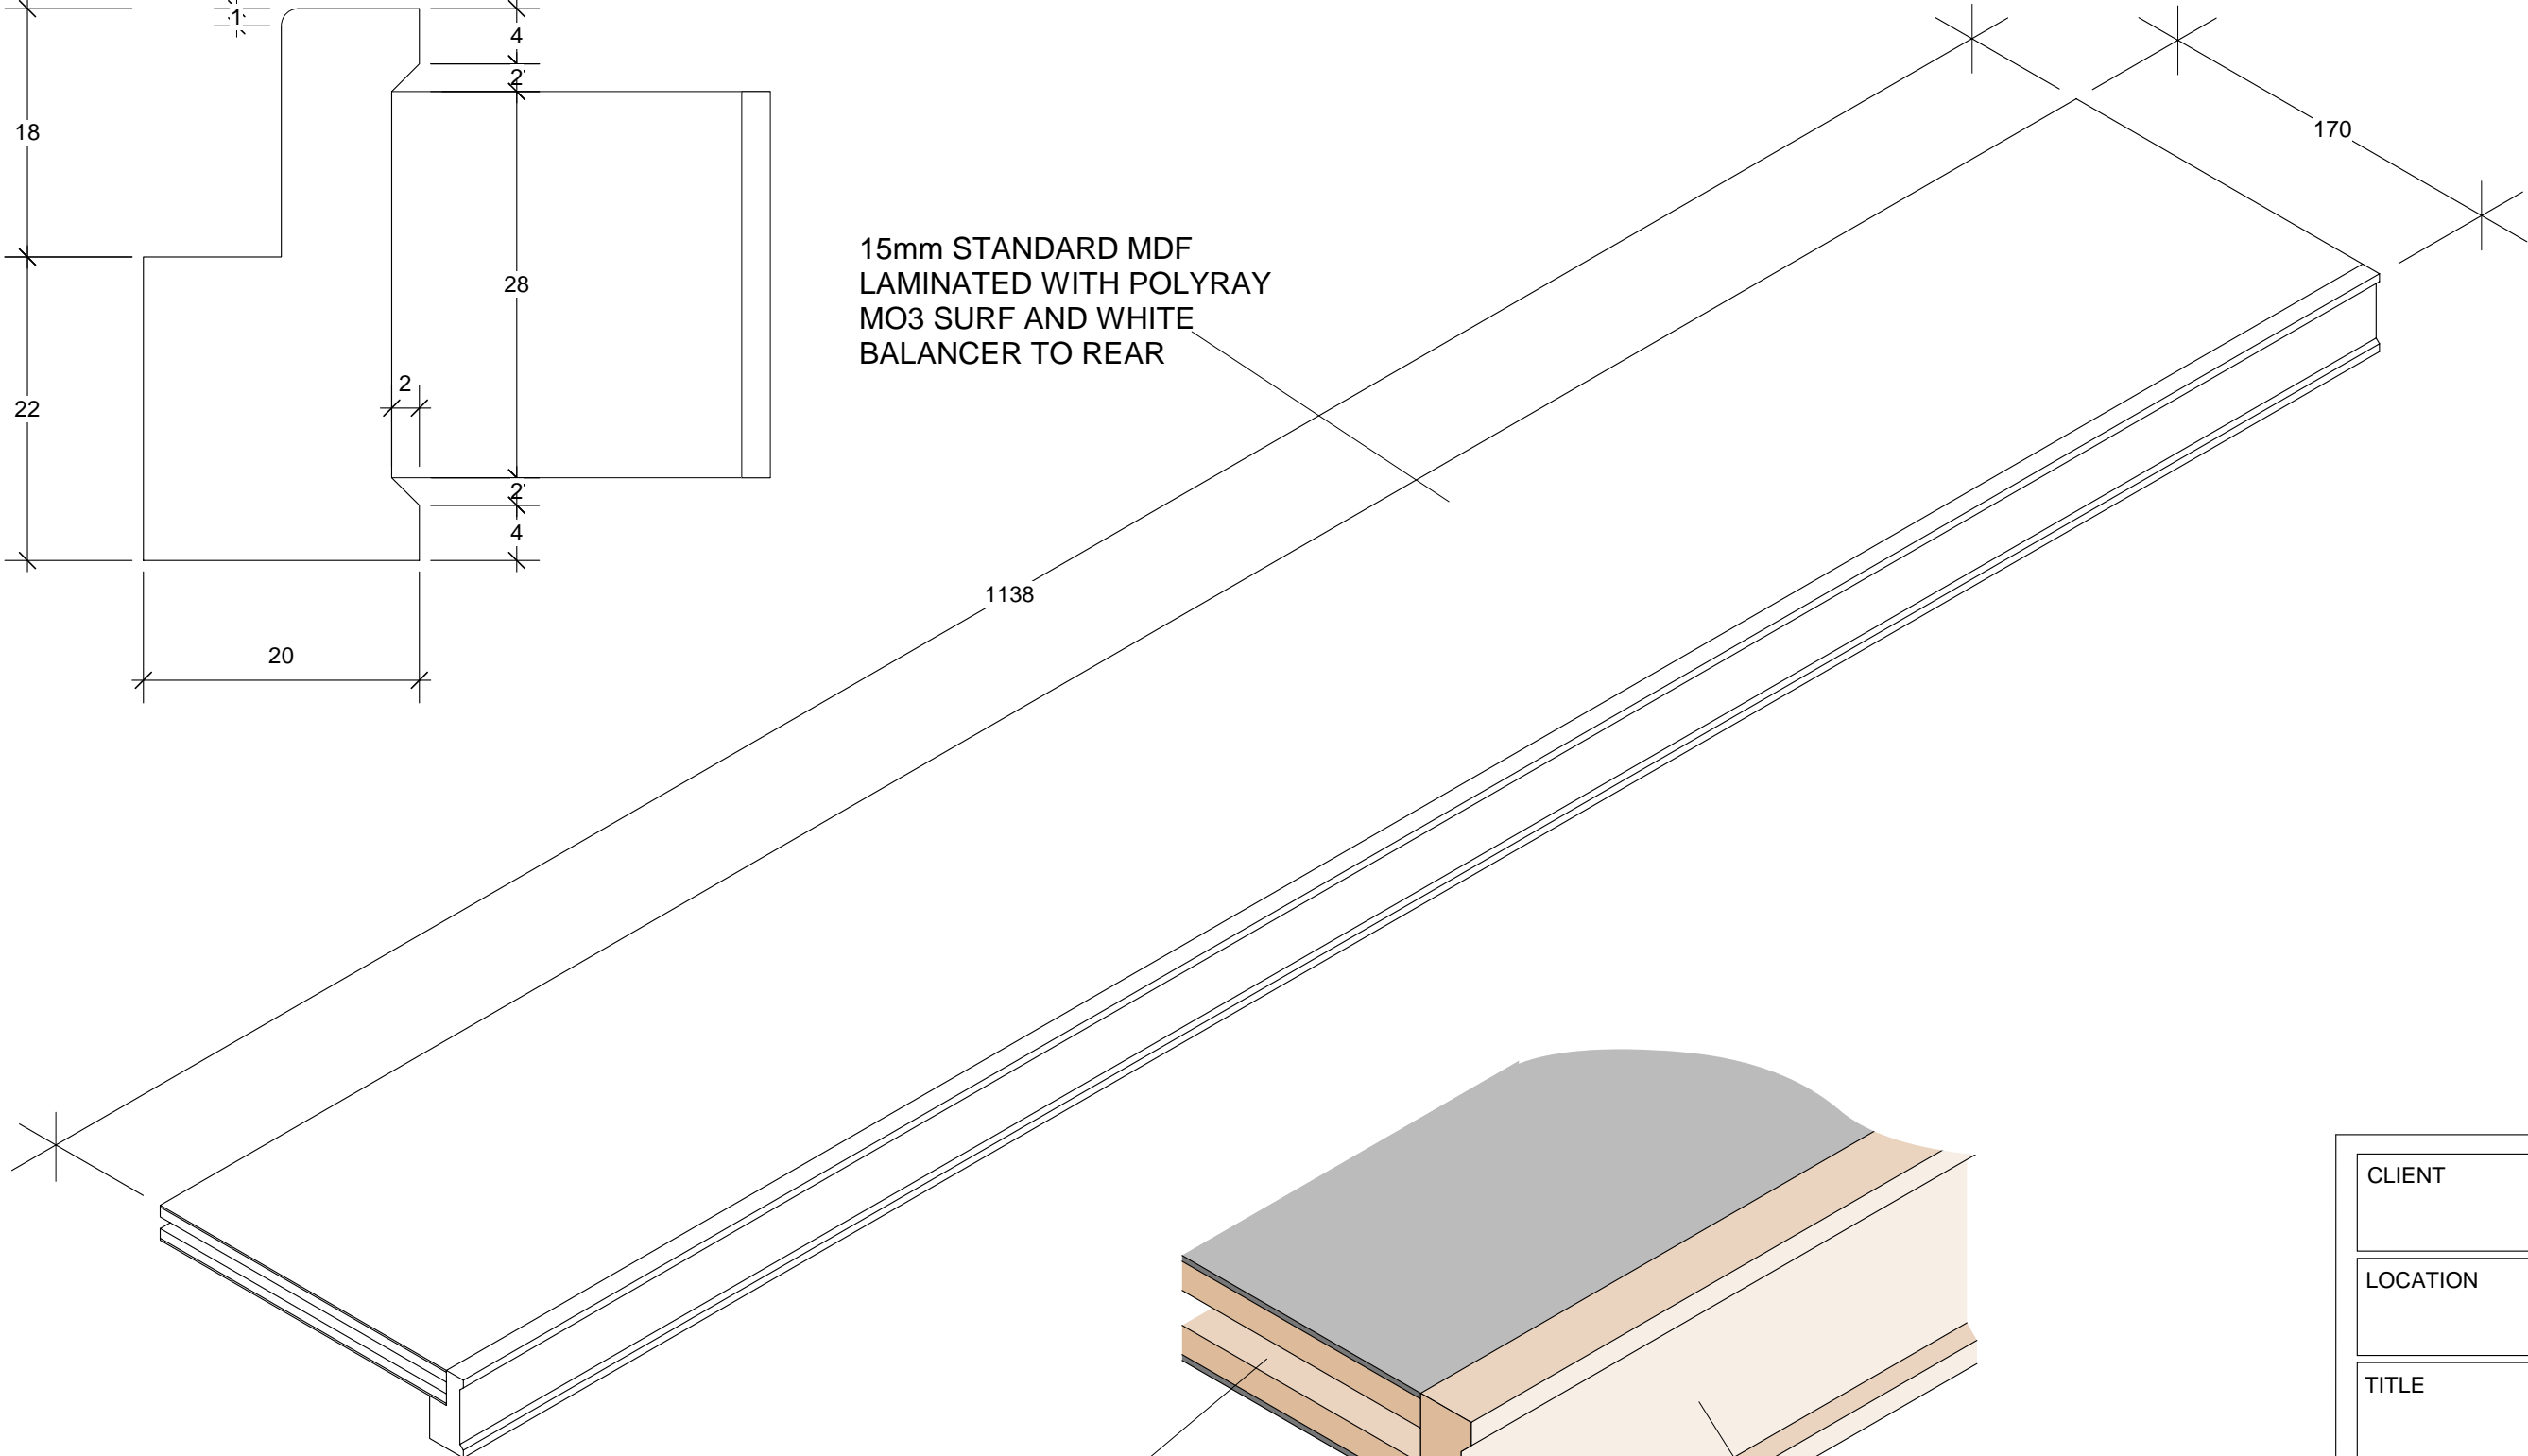 1
4
2
18
170
15mm STANDARD MDF
LAMINATED WITH POLYRAY
MO3 SURF AND WHITE
BALANCER TO REAR
28
2
22
2
4
1138
20
CLIENT
LOCATION
TITLE